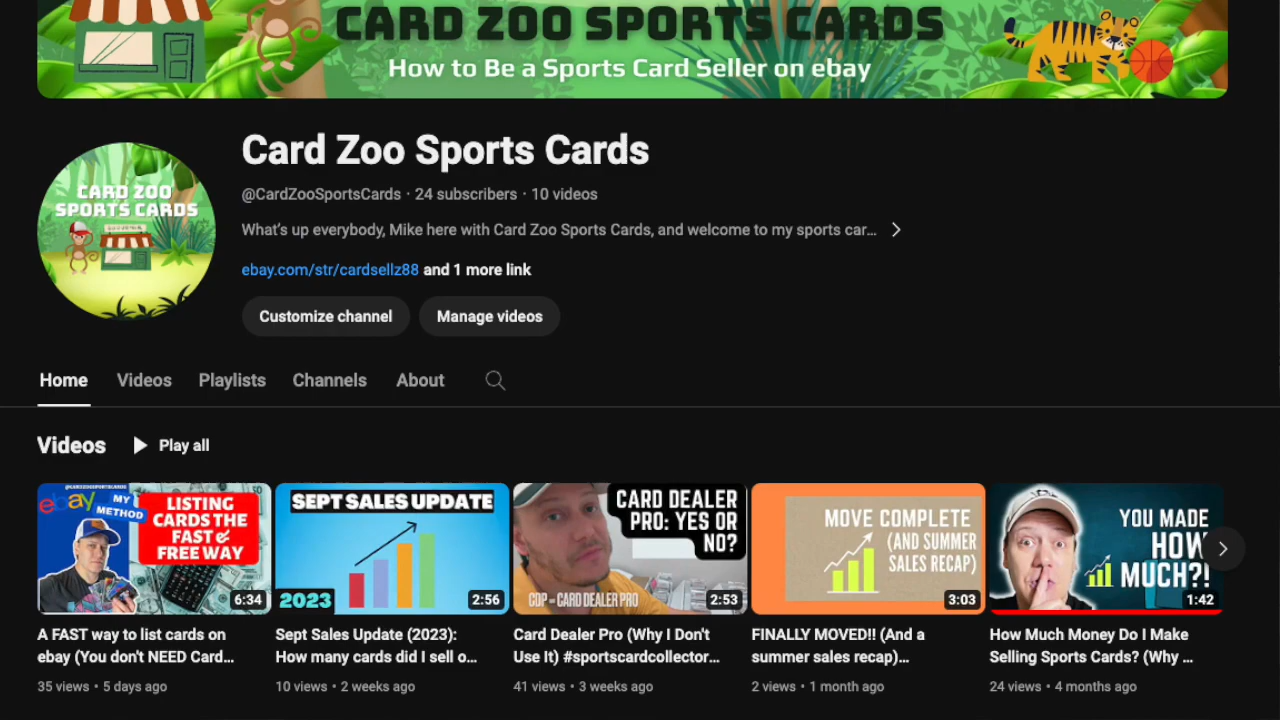 CARD ZOO SPORTS CARDS
How to Be a Sports Card Seller on ebay
CARD ZOO
SPORTS CARDS
Card Zoo Sports Cards
@CardZooSportsCards · 24 subscribers · 10 videos
What's up everybody, Mike here with Card Zoo Sports Cards, and welcome to my sports car...
ebay.com/str/cardsellz88 and 1 more link
Customize channel
Manage videos
Home
Videos
Playlists
Channels
About
Videos
Play all
@CARDZOOSPORTSCARDS
ebay
MY
METHOD
LISTING
CARDS THE
FAST &
FREE WAY
6:34
SEPT SALES UPDATE
2023
2:56
CARD DEALER
PRO: YES OR
NO?
CDP = CARD DEALER PRO
2:53
MOVE COMPLETE
(AND SUMMER
SALES RECAP)
3:03
YOU MADE
HOW
MUCH?!
1:42
A FAST way to list cards on
ebay (You don't NEED Card...
35 views • 5 days ago
Sept Sales Update (2023):
How many cards did I sell o...
10 views • 2 weeks ago
Card Dealer Pro (Why I Don't
Use It) #sportscardcollector...
41 views • 3 weeks ago
FINALLY MOVED!! (And a
summer sales recap)...
2 views • 1 month ago
How Much Money Do I Make
Selling Sports Cards? (Why ...
24 views • 4 months ago